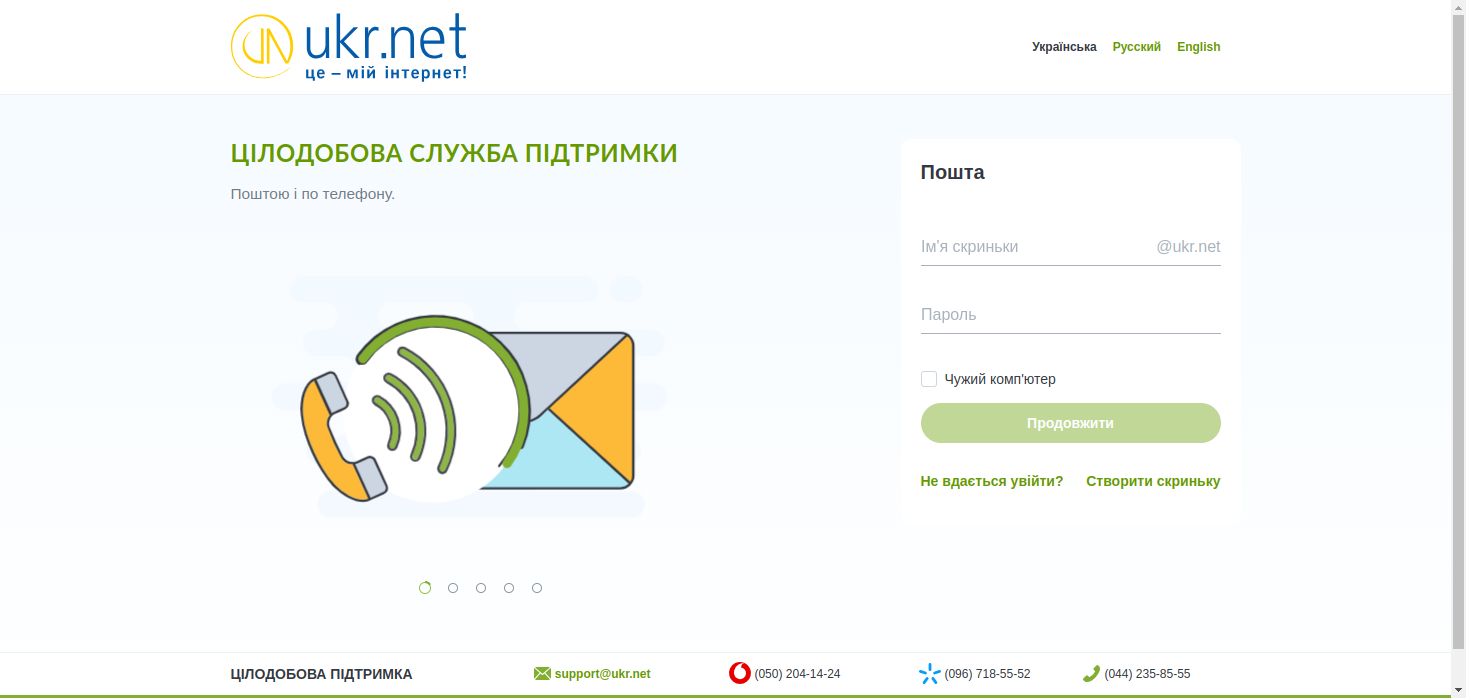 ukr.net
це – мій інтернет!
Українська Русский English
ЦІЛОДОБОВА СЛУЖБА ПІДТРИМКИ
Поштою і по телефону.
Пошта
Ім'я скриньки @ukr.net
Пароль
Чужий комп'ютер
Продовжити
Не вдається увійти? Створити скриньку
ЦІЛОДОБОВА ПІДТРИМКА support@ukr.net (050) 204-14-24 (096) 718-55-52 (044) 235-85-55